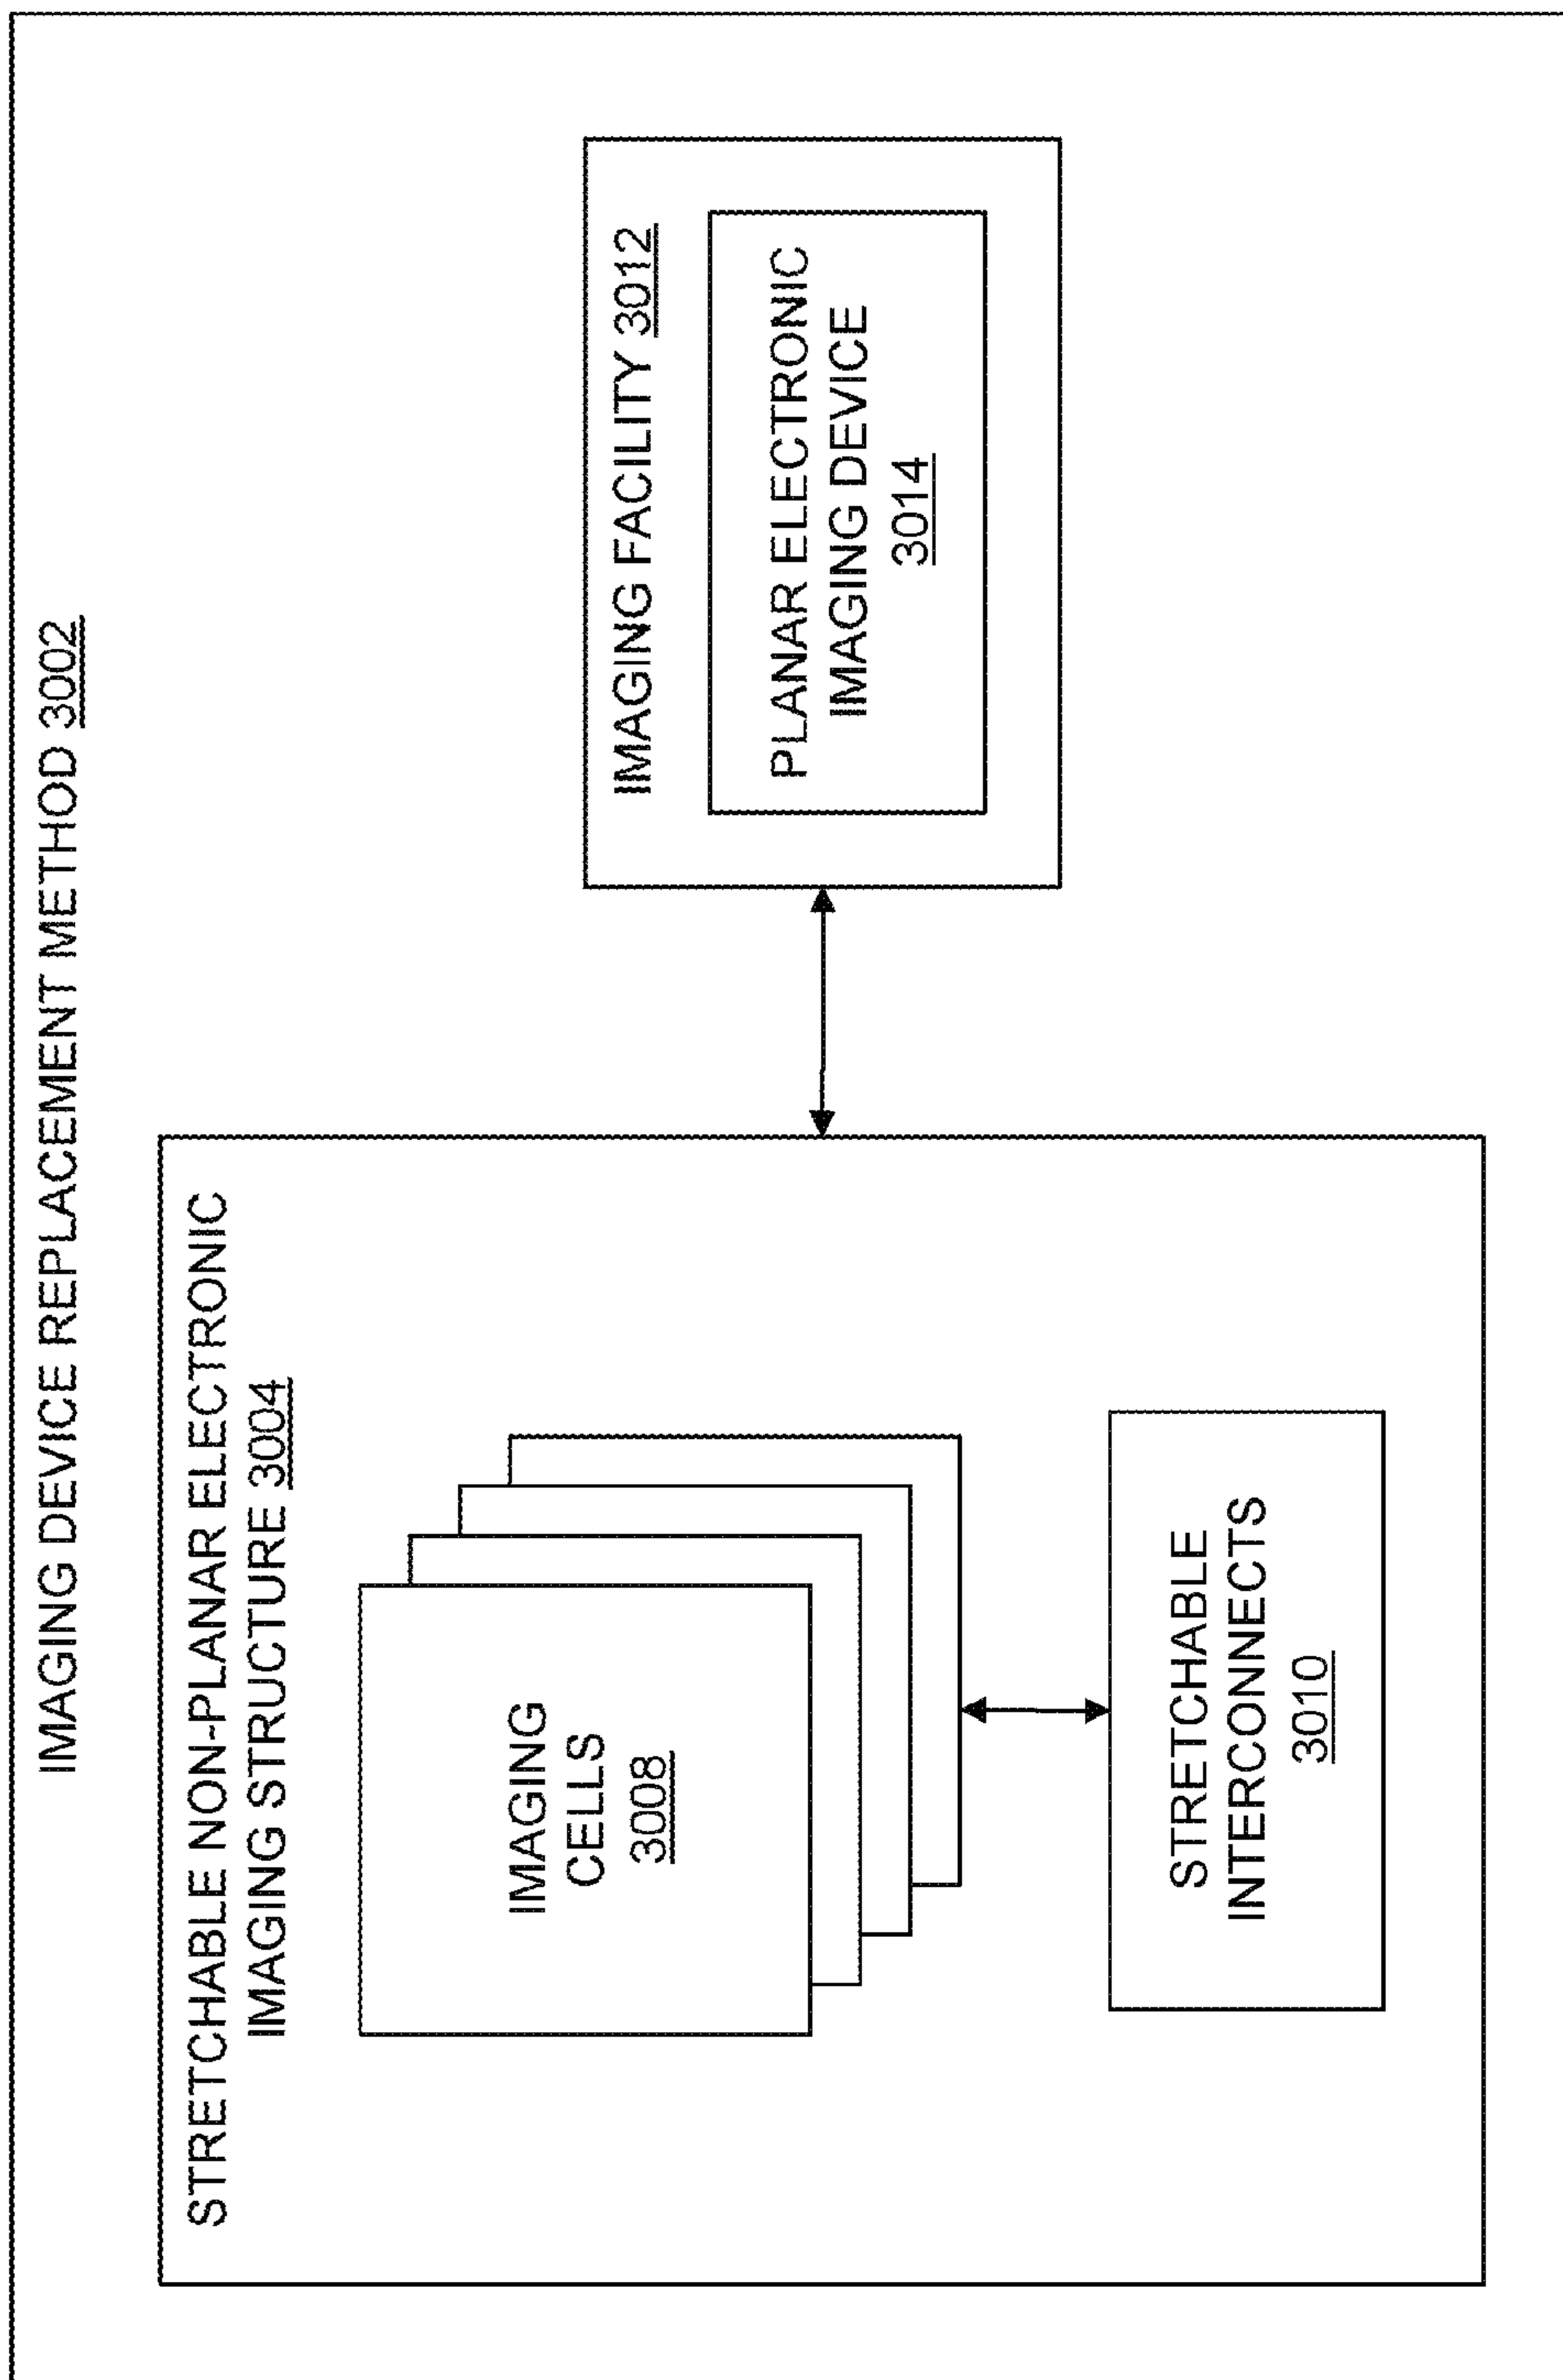 IMAGING DEVICE REPLACEMENT METHOD 3002
STRETCHABLE NON-PLANAR ELECTRONIC
IMAGING STRUCTURE 3004
IMAGING
CELLS
3008
STRETCHABLE
INTERCONNECTS
3010
IMAGING FACILITY 3012
PLANAR ELECTRONIC
IMAGING DEVICE
3014